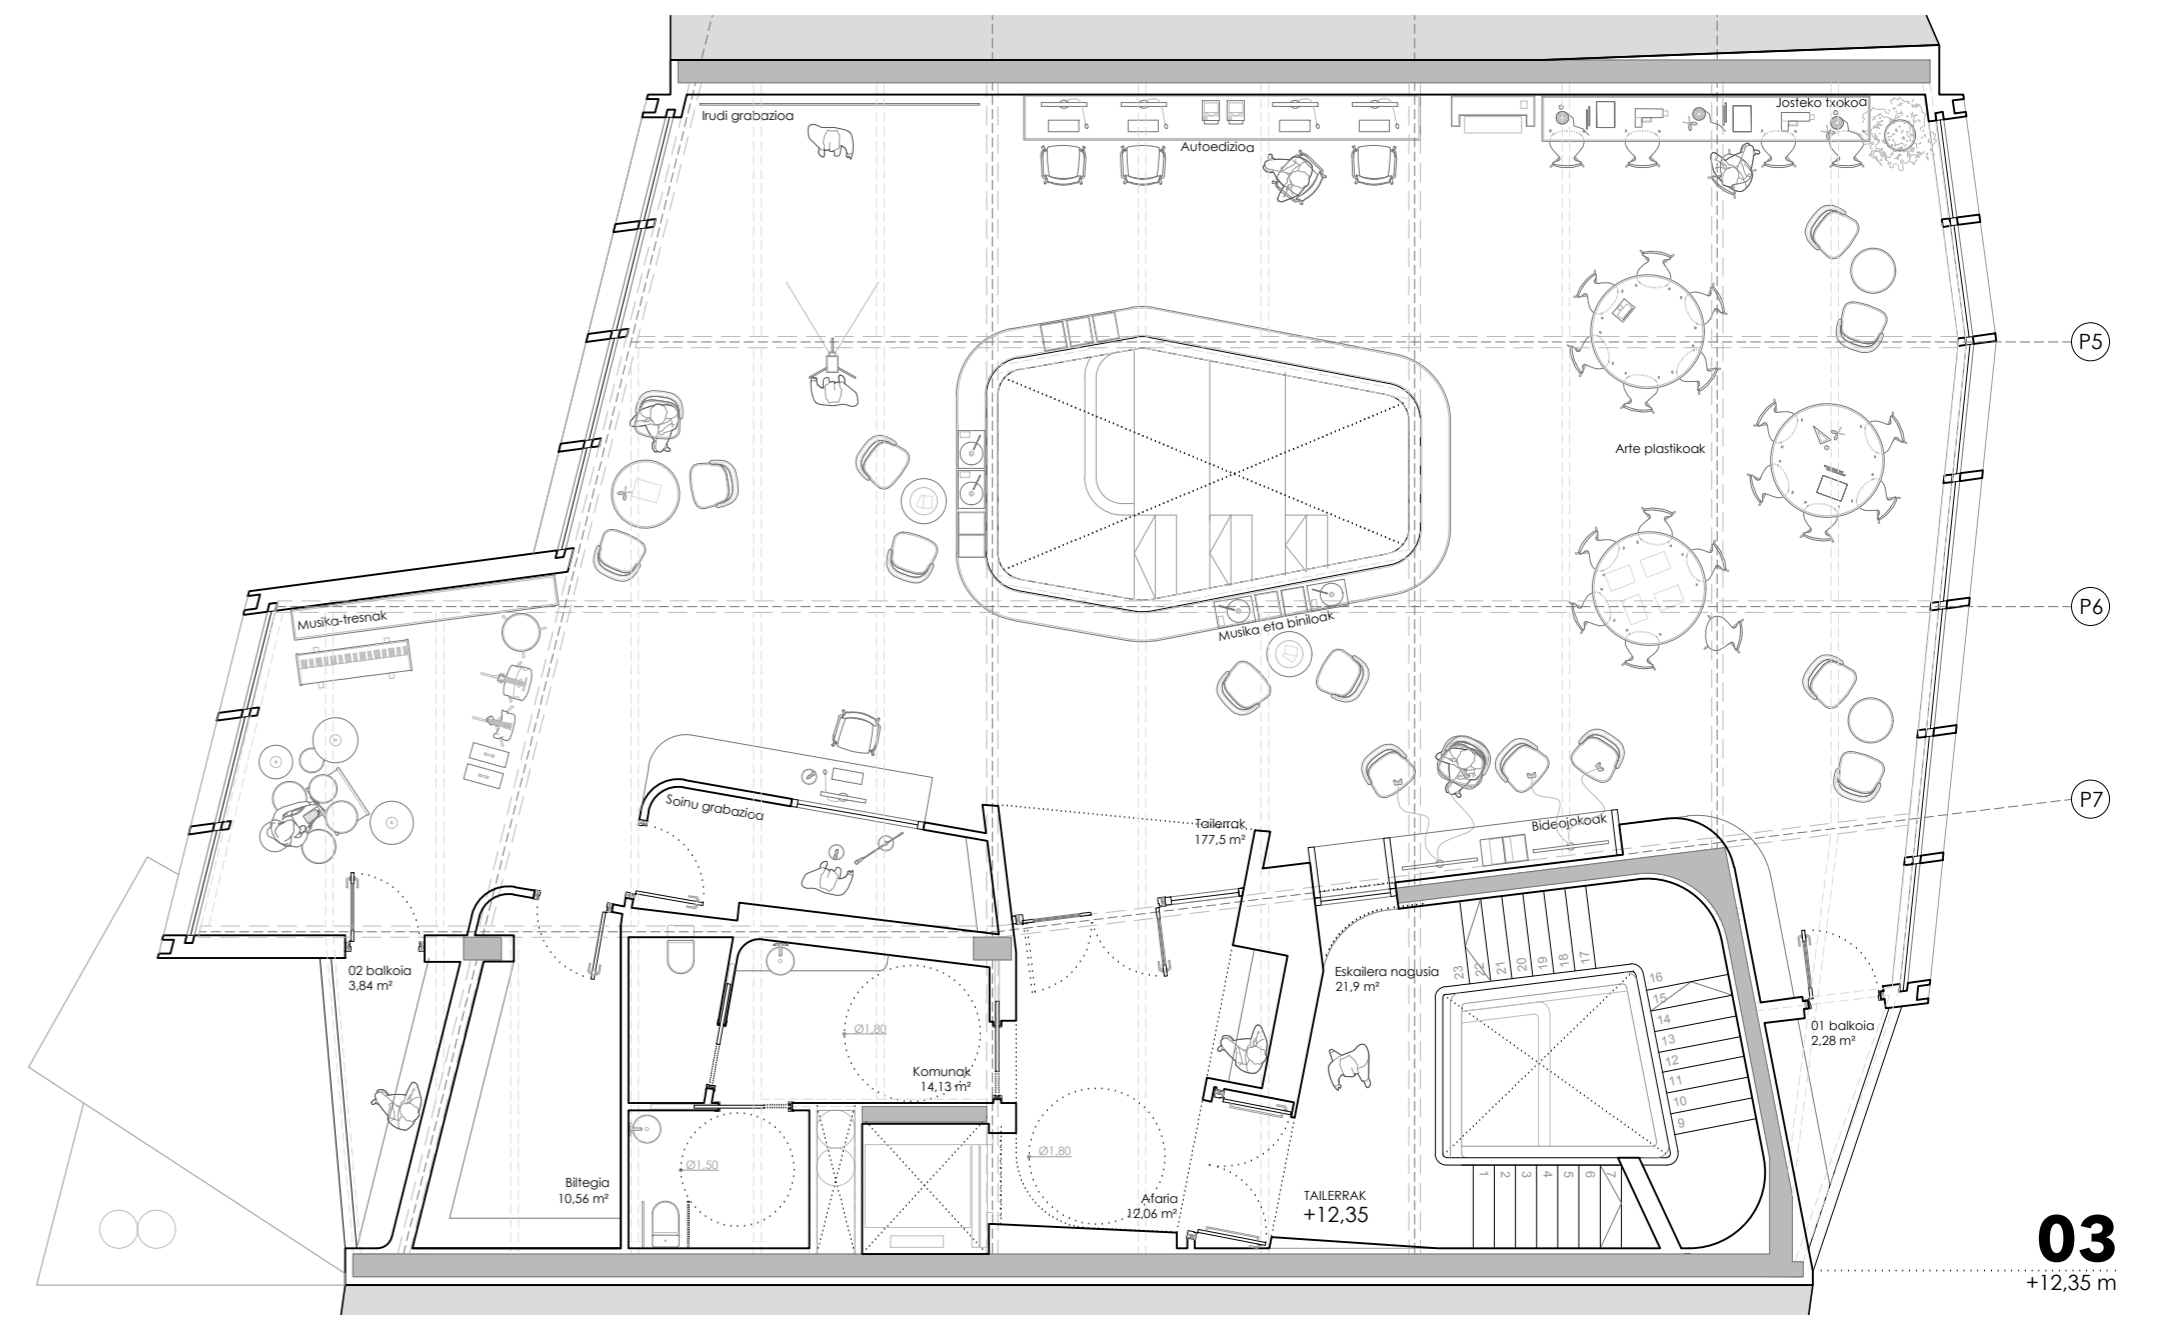 Irudi grabazioa
Autoedizioa
Josteko txokoa
P5
Arte plastikoak
P6
Musika-tresnak
Musika eta biniloak
P7
Soinu grabazioa
Tailerrak
177,5 m²
Bideojokoak
02 balkoia
3,84 m²
Eskailera nagusia
21,9 m²
23
22
21
20
19
18
17
16
15
14
13
12
11
10
9
01 balkoia
2,28 m²
Ø1,80
Komunak
14,13 m²
Ø1,50
Ø1,80
Biltegia
10,56 m²
Afaria
12,06 m²
1
2
3
4
5
6
7
TAILERRAK
+12,35
03
+12,35 m